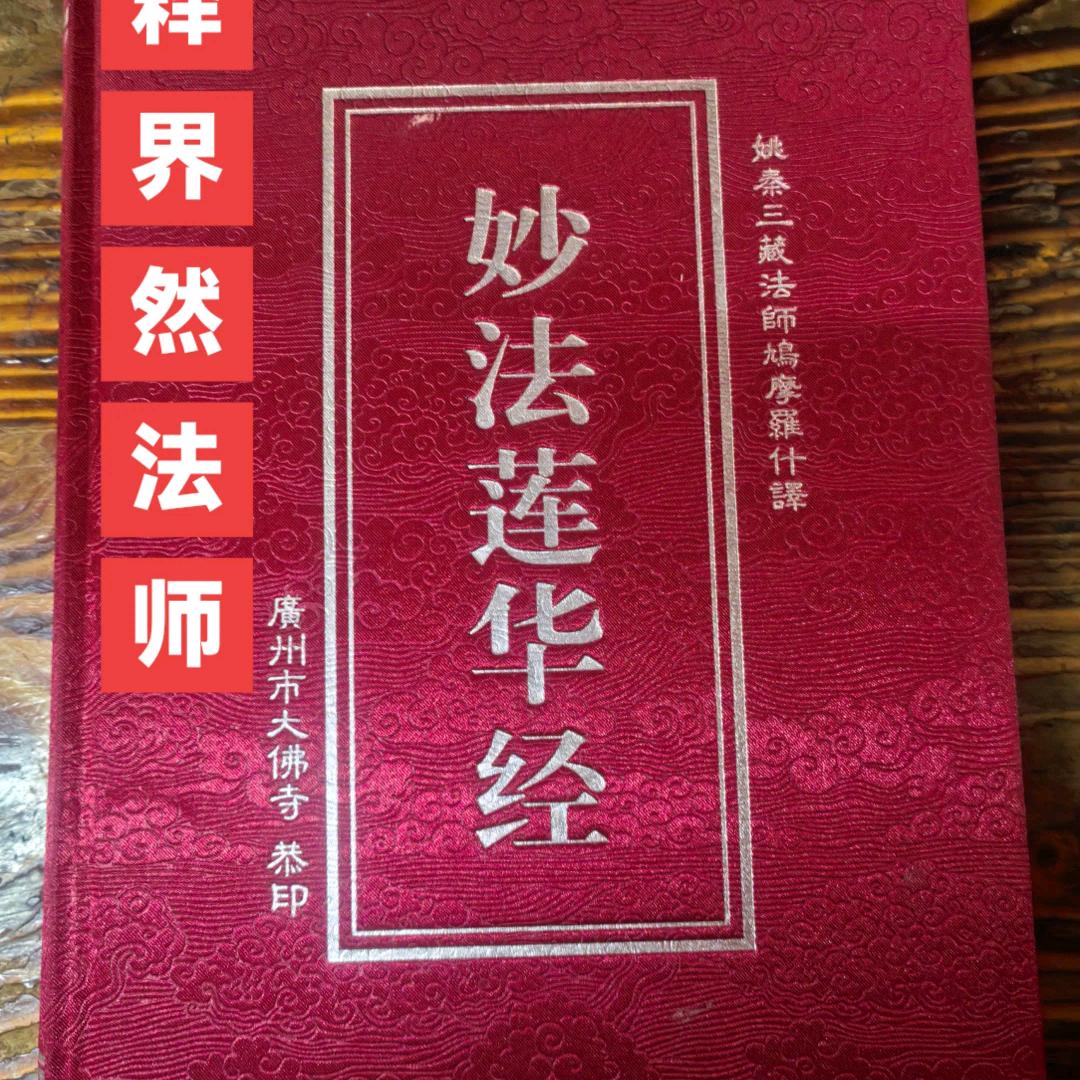 姚秦三藏法師鳩摩羅什譯
妙法莲华经
廣州市大佛寺 恭印
释界然法师